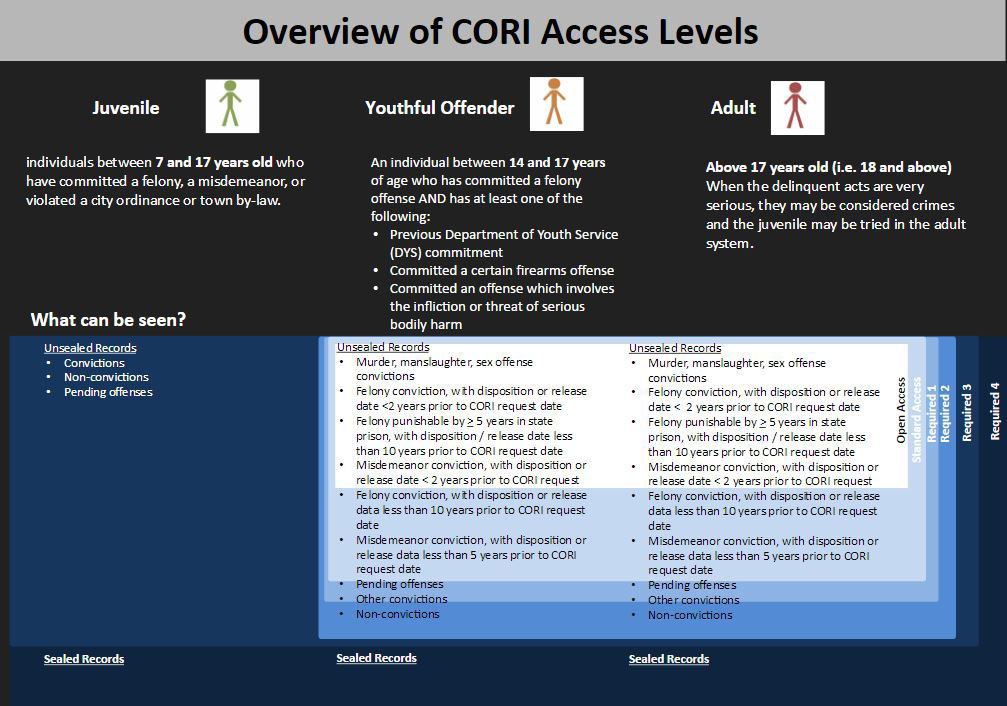 Overview of CORI Access Levels
Juvenile
individuals between 7 and 17 years old who
have committed a felony, a misdemeanor, or
violated a city ordinance or town by-law.
Youthful Offender
An individual between 14 and 17 years
of age who has committed a felony
offense AND has at least one of the
following:
• Previous Department of Youth Service
(DYS) commitment
• Committed a certain firearms offense
• Committed an offense which involves
the infliction or threat of serious
bodily harm
Adult
Above 17 years old (i.e. 18 and above)
When the delinquent acts are very
serious, they may be considered crimes
and the juvenile may be tried in the adult
system.
What can be seen?
Unsealed Records
• Convictions
• Non-convictions
• Pending offenses
Sealed Records
Unsealed Records
• Murder, manslaughter, sex offense
convictions
• Felony conviction, with disposition or release
date <2 years prior to CORI request date
• Felony punishable by ≥ 5 years in state
prison, with disposition / release date less
than 10 years prior to CORI request date
• Misdemeanor conviction, with disposition or
release date < 2 years prior to CORI request
• Felony conviction, with disposition or release
data less than 10 years prior to CORI request
date
• Misdemeanor conviction, with disposition or
release data less than 5 years prior to CORI
request date
• Pending offenses
• Other convictions
• Non-convictions
Sealed Records
Unsealed Records
• Murder, manslaughter, sex offense
convictions
• Felony conviction, with disposition or release
date < 2 years prior to CORI request date
• Felony punishable by ≥ 5 years in state
prison, with disposition / release date less
than 10 years prior to CORI request date
• Misdemeanor conviction, with disposition or
release date < 2 years prior to CORI request
• Felony conviction, with disposition or release
data less than 10 years prior to CORI request
date
• Misdemeanor conviction, with disposition or
release data less than 5 years prior to CORI
request date
• Pending offenses
• Other convictions
• Non-convictions
Sealed Records
Open Access
Standard Access
Required 1
Required 2
Required 3
Required 4